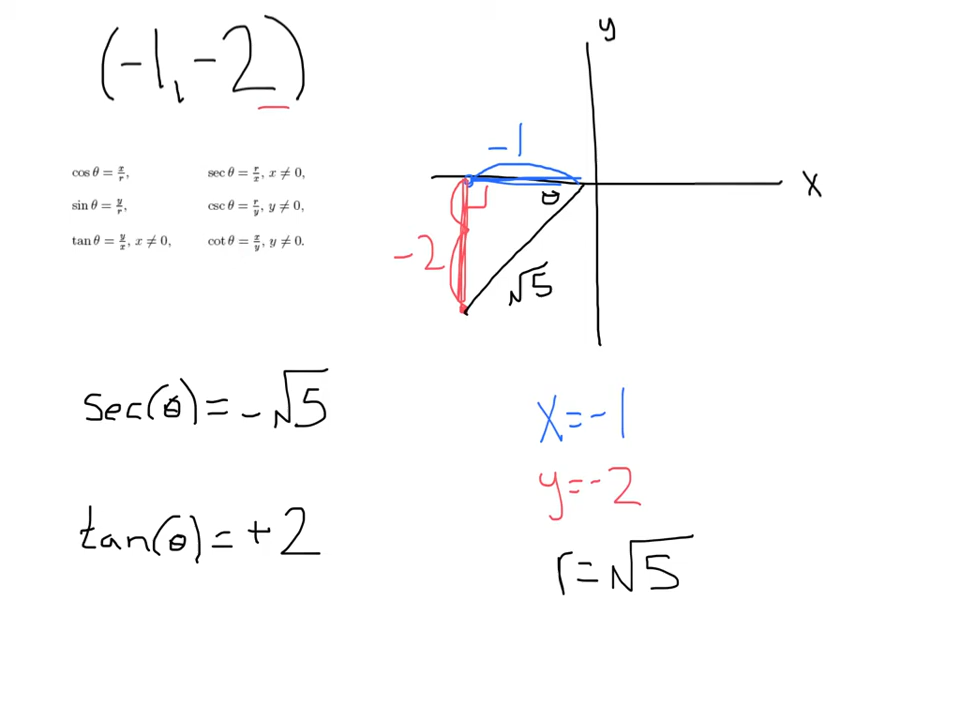 (-1, -2)
y
-1
x
θ
-2
√5
cos θ = x/r, sec θ = r/x, x ≠ 0,
sin θ = y/r, csc θ = r/y, y ≠ 0,
tan θ = y/x, x ≠ 0, cot θ = x/y, y ≠ 0.
sec(θ) = -√5
x = -1
y = -2
tan(θ) = +2
r = √5